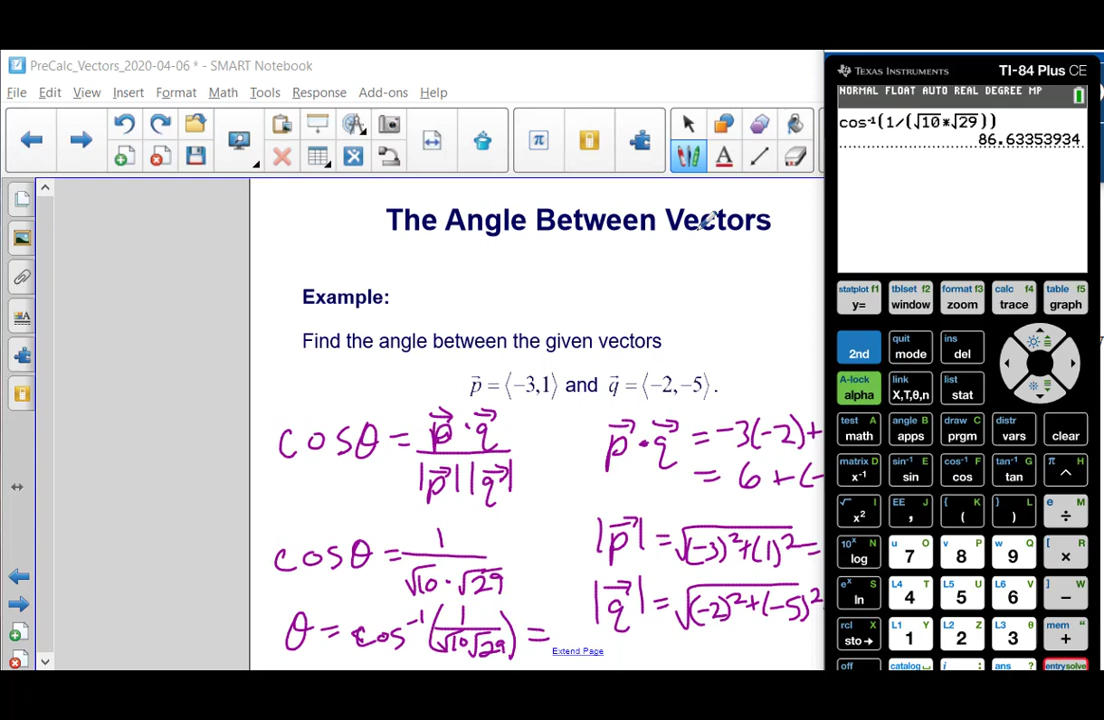 PreCalc_Vectors_2020-04-06 * - SMART Notebook
File Edit View Insert Format Math Tools Response Add-ons Help
The Angle Between Vectors
Example:
Find the angle between the given vectors
p⃗ = ⟨−3,1⟩ and q⃗ = ⟨−2,−5⟩.
cosθ = p⃗ · q⃗ / |p⃗| |q⃗|
p⃗ · q⃗ = −3(−2)+
= 6 + (−
cosθ = 1 / √10 · √29
|p⃗| = √(−3)²+(1)² =
|q⃗| = √(−2)²+(−5)²
θ = cos⁻¹(1 / √10 √29) =
Extend Page
TEXAS INSTRUMENTS TI-84 Plus CE
NORMAL FLOAT AUTO REAL DEGREE MP
cos⁻¹(1/(√10*√29))
86.63353934
statplot f1 tblset f2 format f3 calc f4 table f5
y= window zoom trace graph
quit ins
2nd mode del
A-lock link list
alpha X,T,θ,n stat
test A angle B draw C distr
math apps prgm vars clear
matrix D sin⁻¹ E cos⁻¹ F tan⁻¹ G π H
x⁻¹ sin cos tan ^
√ I EE J { K } L e M
x² , ( ) ÷
10ˣ N u O v P w Q [ R
log 7 8 9 ×
eˣ S L4 T L5 U L6 V ] W
ln 4 5 6 −
rcl X L1 Y L2 Z L3 θ mem "
sto→ 1 2 3 +
off catalog ⎵ i : ans ? entry solve